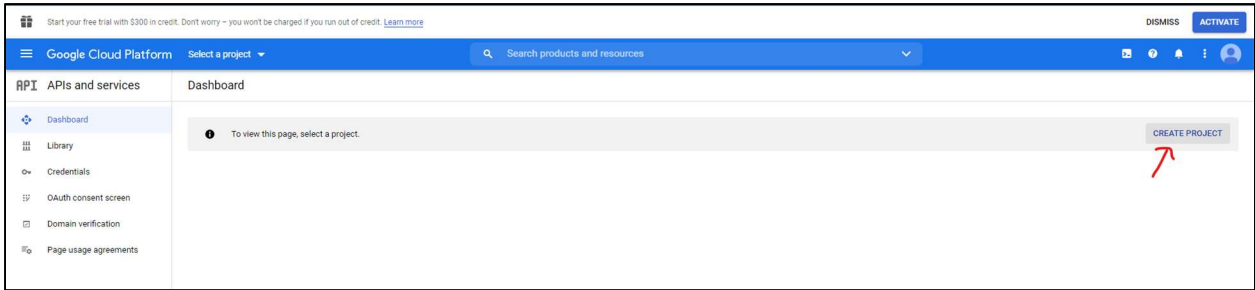 Start your free trial with $300 in credit. Don't worry – you won't be charged if you run out of credit. Learn more
DISMISS
ACTIVATE
Google Cloud Platform
Select a project
Search products and resources
API APIs and services
Dashboard
Dashboard
To view this page, select a project.
CREATE PROJECT
Library
Credentials
OAuth consent screen
Domain verification
Page usage agreements